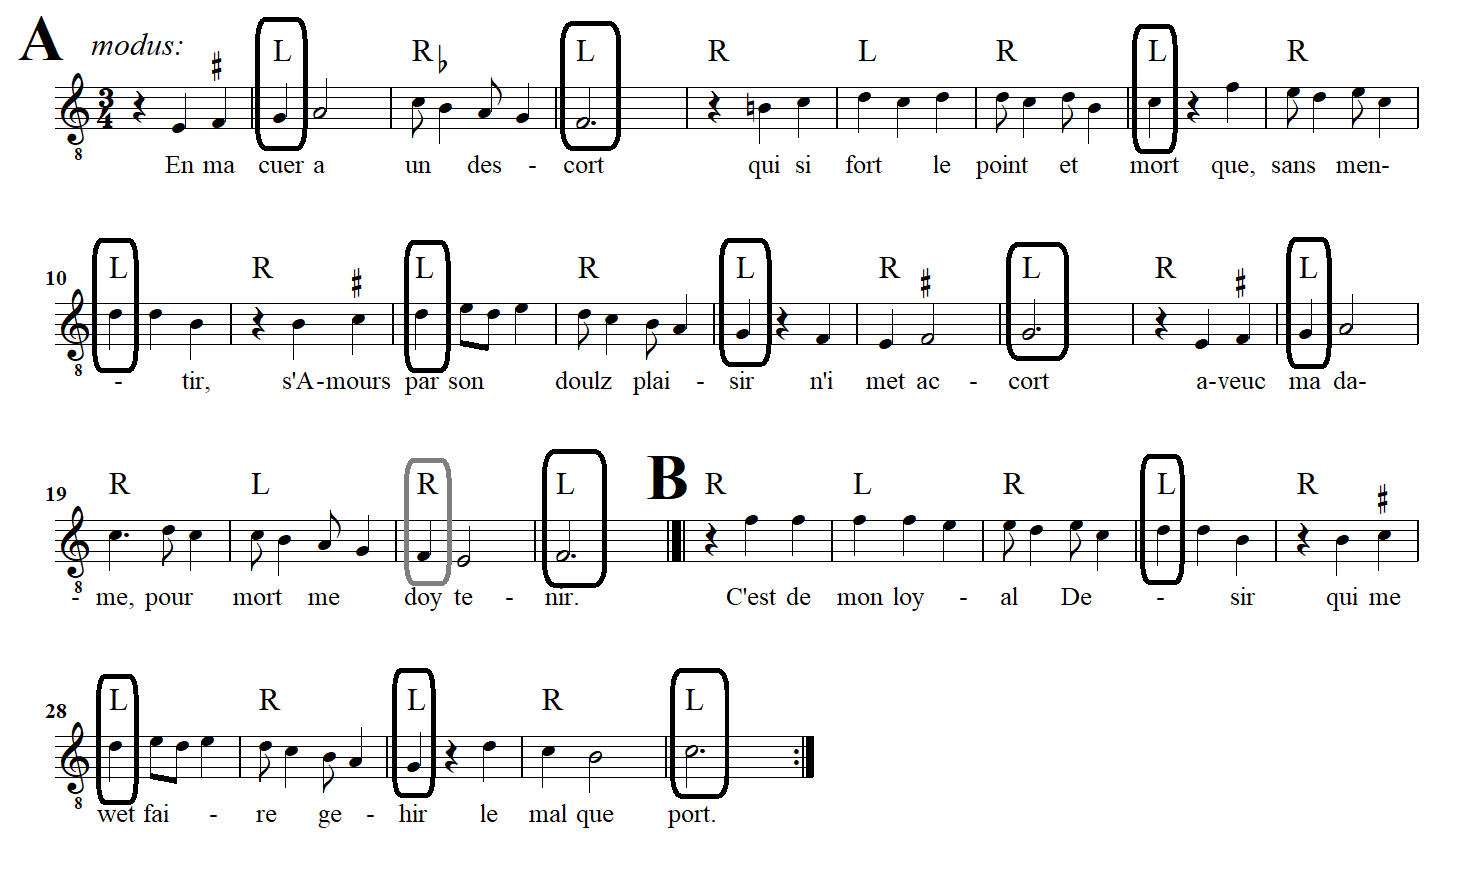 A modus: L R L R L R L R
En ma cuer a un des - cort qui si fort le point et mort que, sans men-
10 L R L R L R L R L
- tir, s'A-mours par son doulz plai - sir n'i met ac - cort a-veuc ma da-
19 R L R L B R L R L R
- me, pour mort me doy te - nir. C'est de mon loy - al De - sir qui me
28 L R L R L
wet fai - re ge - hir le mal que port.